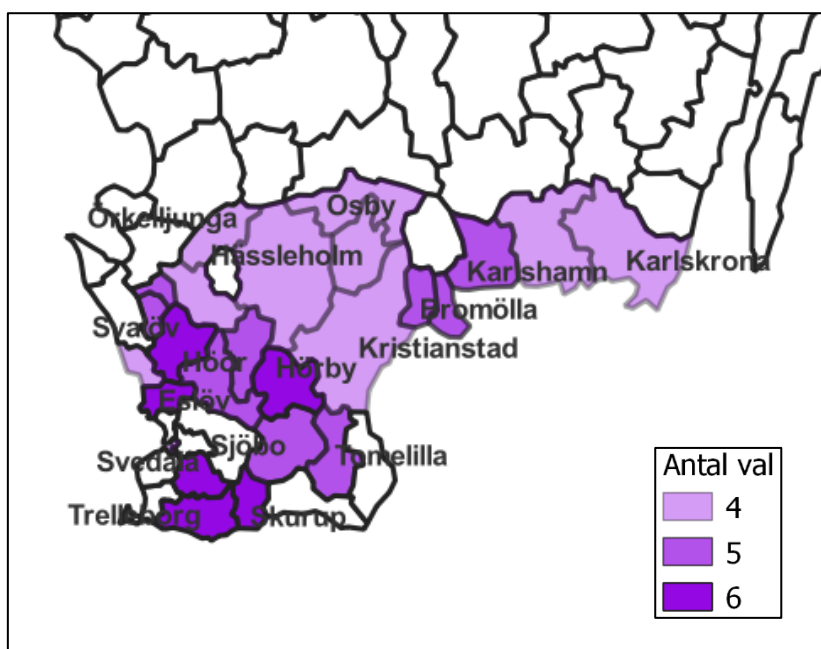 Osby
Örkelljunga
Hässleholm
Karlskrona
Karlshamn
Bromölla
Svalöv
Kristianstad
Höör
Hörby
Eslöv
Sjöbo
Tomelilla
Svedala
Trelleborg
Skurup
Antal val
4
5
6